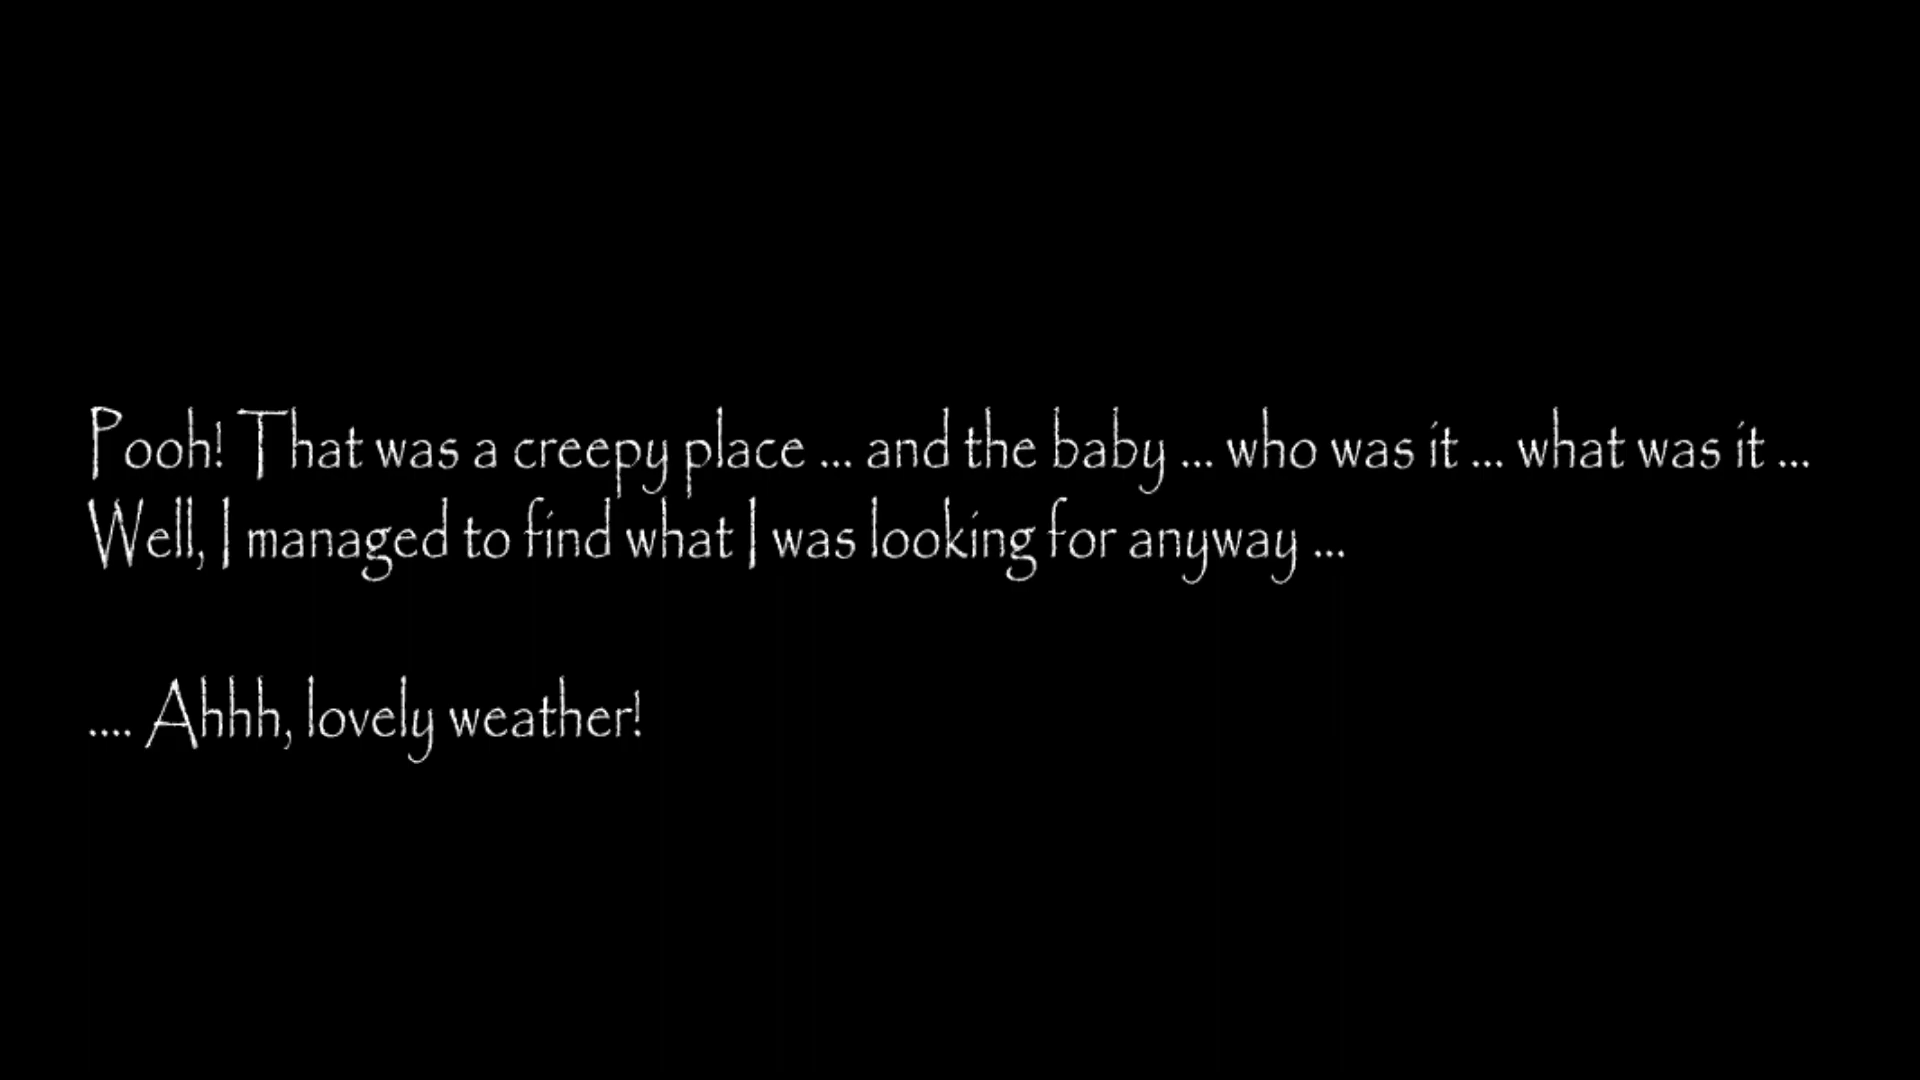 Pooh! That was a creepy place ... and the baby ... who was it ... what was it ...
Well, I managed to find what I was looking for anyway ...
.... Ahhh, lovely weather!